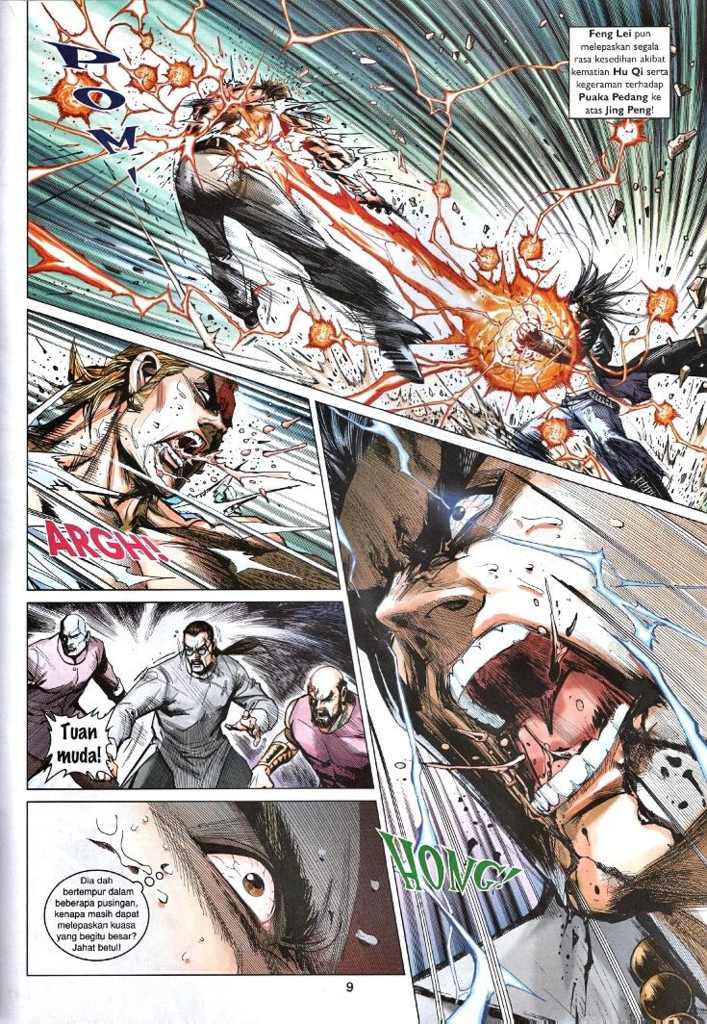 Feng Lei pun
melepaskan segala
rasa kesedihan akibat
kematian Hu Qi serta
kegeraman terhadap
Puaka Pedang ke
atas Jing Peng!
POM!
ARGH!
Tuan
muda!
HONG!
Dia dah
bertempur dalam
beberapa pusingan,
kenapa masih dapat
melepaskan kuasa
yang begitu besar?
Jahat betul!
9